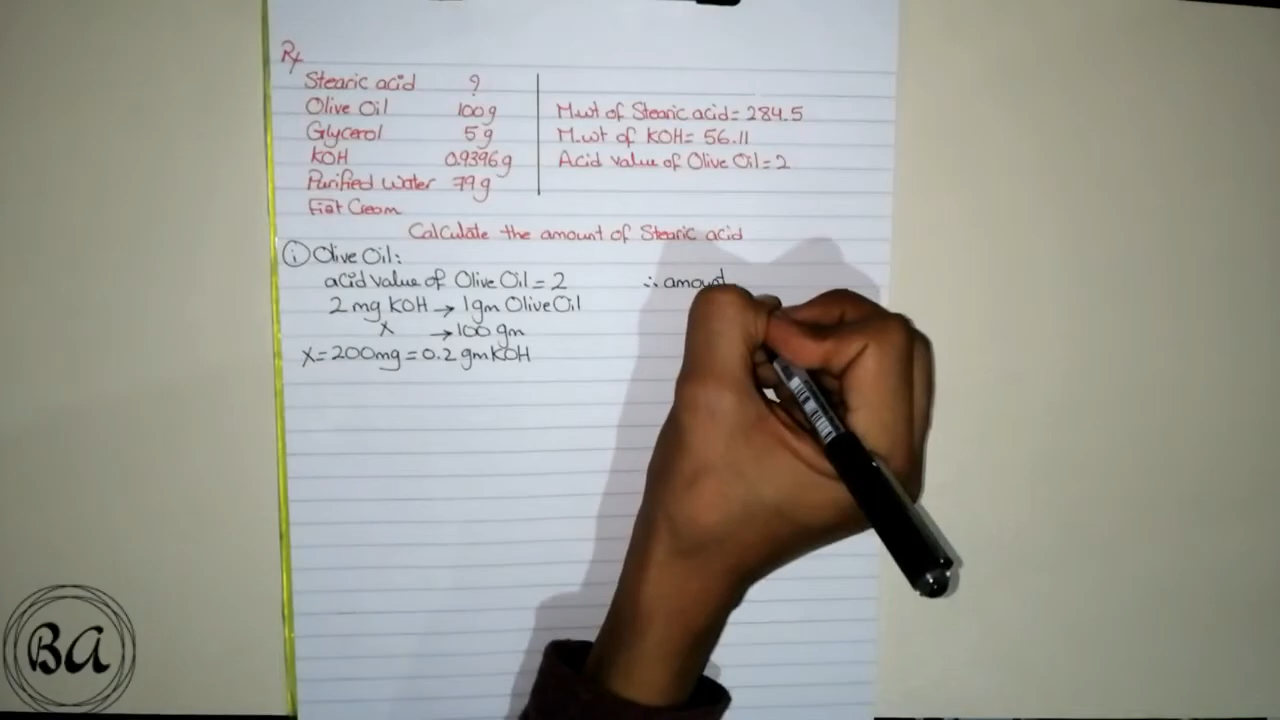 Rx
Stearic acid ?
Olive Oil 100g
Glycerol 5g
KOH 0.9396g
Purified Water 79g
Fiat Cream
M.wt of Stearic acid = 284.5
M.wt of KOH = 56.11
Acid value of Olive Oil = 2
Calculate the amount of Stearic acid
i Olive Oil:
acid value of Olive Oil = 2
2 mg KOH → 1gm Olive Oil
X → 100 gm
X = 200mg = 0.2 gm KOH
∴ amount
BA